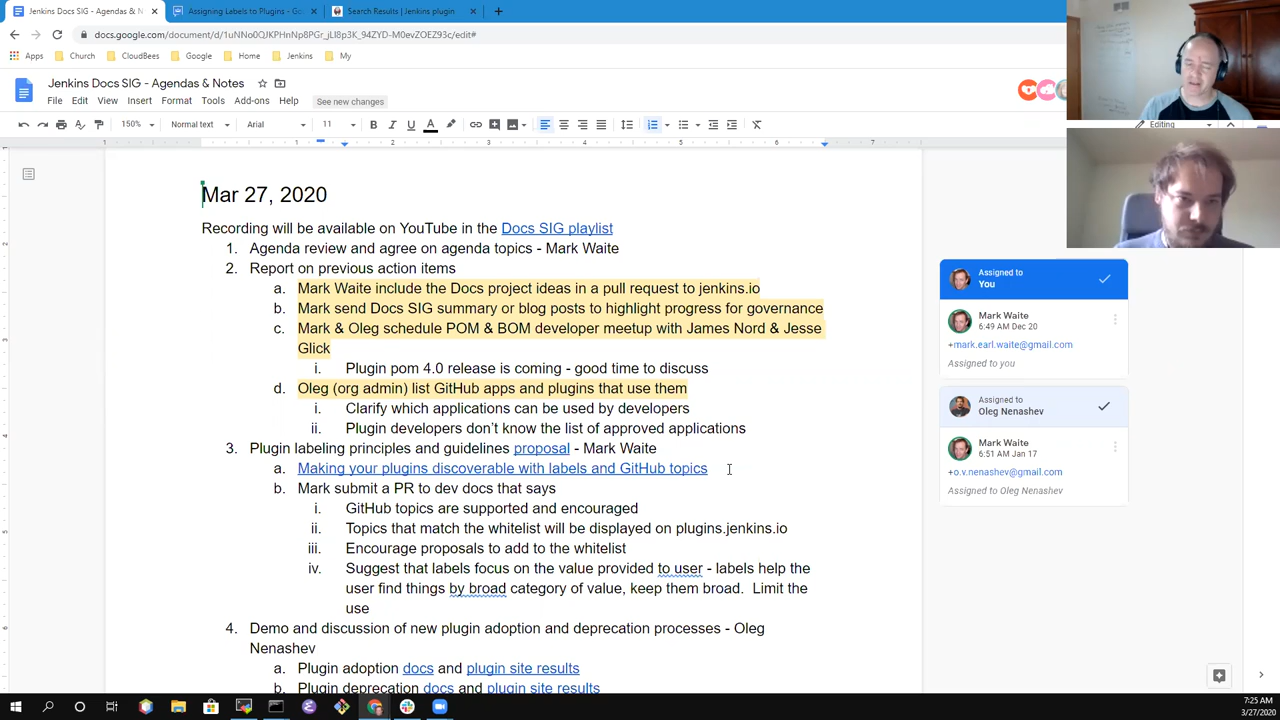 Jenkins Docs SIG - Agendas & Notes
Assigning Labels to Plugins - Go
Search Results | Jenkins plugin
docs.google.com/document/d/1uNNo0QJKPHnNp8PGr_jLI8p3K_94ZYD-M0evZOEZ93c/edit#
Apps
Church
CloudBees
Google
Home
Jenkins
My
Jenkins Docs SIG - Agendas & Notes
File Edit View Insert Format Tools Add-ons Help See new changes
150% Normal text Arial 11 B I U A Editing
1 1 2 3 4 5 6 7
Mar 27, 2020
Recording will be available on YouTube in the Docs SIG playlist
1. Agenda review and agree on agenda topics - Mark Waite
2. Report on previous action items
a. Mark Waite include the Docs project ideas in a pull request to jenkins.io
b. Mark send Docs SIG summary or blog posts to highlight progress for governance
c. Mark & Oleg schedule POM & BOM developer meetup with James Nord & Jesse
Glick
i. Plugin pom 4.0 release is coming - good time to discuss
d. Oleg (org admin) list GitHub apps and plugins that use them
i. Clarify which applications can be used by developers
ii. Plugin developers don't know the list of approved applications
3. Plugin labeling principles and guidelines proposal - Mark Waite
a. Making your plugins discoverable with labels and GitHub topics
b. Mark submit a PR to dev docs that says
i. GitHub topics are supported and encouraged
ii. Topics that match the whitelist will be displayed on plugins.jenkins.io
iii. Encourage proposals to add to the whitelist
iv. Suggest that labels focus on the value provided to user - labels help the
user find things by broad category of value, keep them broad. Limit the
use
4. Demo and discussion of new plugin adoption and deprecation processes - Oleg
Nenashev
a. Plugin adoption docs and plugin site results
b. Plugin deprecation docs and plugin site results
Assigned to
You
Mark Waite
6:49 AM Dec 20
+mark.earl.waite@gmail.com
Assigned to you
Assigned to
Oleg Nenashev
Mark Waite
6:51 AM Jan 17
+o.v.nenashev@gmail.com
Assigned to Oleg Nenashev
7:25 AM
3/27/2020